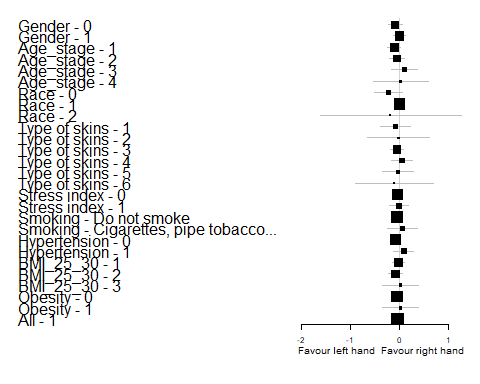 Gender - 0
Gender - 1
Age_stage - 1
Age_stage - 2
Age_stage - 3
Age_stage - 4
Race - 0
Race - 1
Race - 2
Type of skins - 1
Type of skins - 2
Type of skins - 3
Type of skins - 4
Type of skins - 5
Type of skins - 6
Stress index - 0
Stress index - 1
Smoking - Do not smoke
Smoking - Cigarettes, pipe tobacco...
Hypertension - 0
Hypertension - 1
BMI_25_30 - 1
BMI_25_30 - 2
BMI_25_30 - 3
Obesity - 0
Obesity - 1
All - 1
-2 -1 0 1
Favour left hand Favour right hand